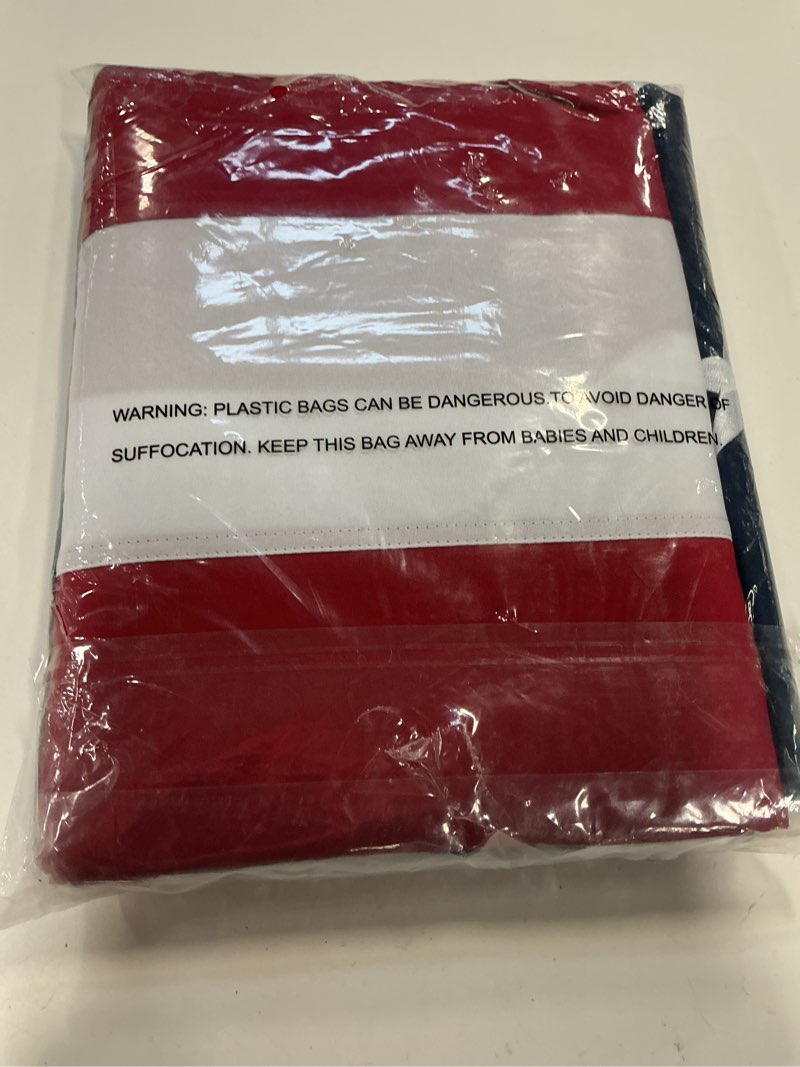 WARNING: PLASTIC BAGS CAN BE DANGEROUS.TO AVOID DANGER OF
SUFFOCATION. KEEP THIS BAG AWAY FROM BABIES AND CHILDREN.